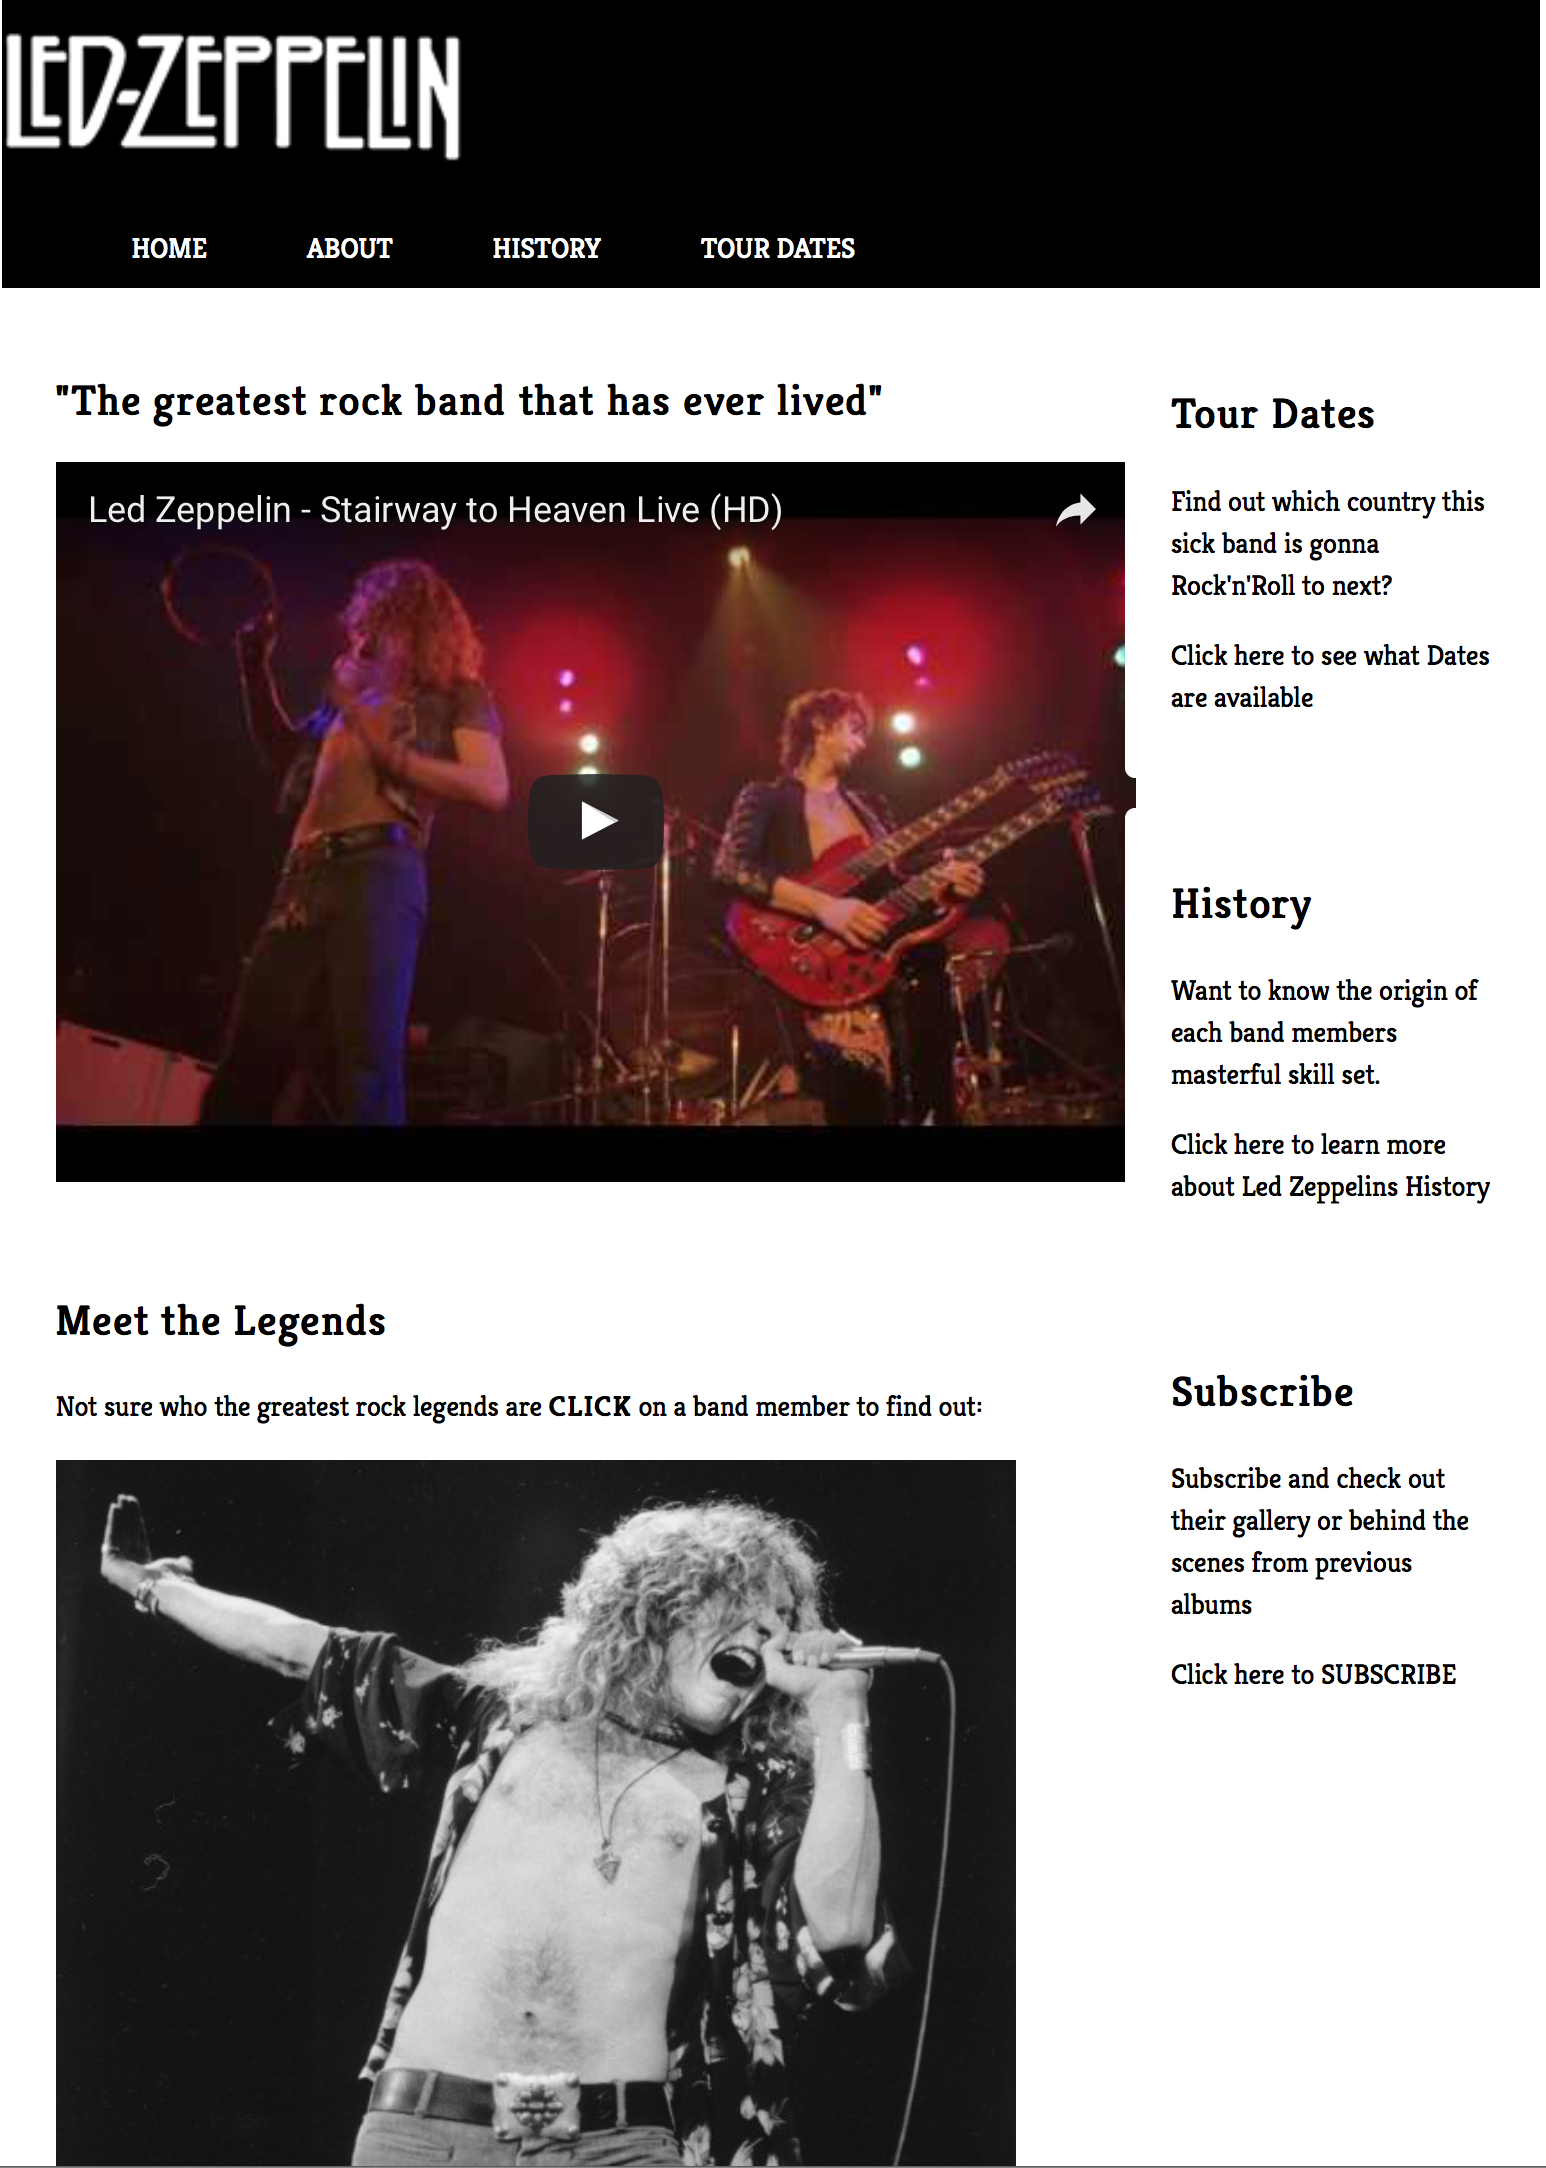 LED-ZEPPELIN
HOME ABOUT HISTORY TOUR DATES
"The greatest rock band that has ever lived"
Led Zeppelin - Stairway to Heaven Live (HD)
Meet the Legends
Not sure who the greatest rock legends are CLICK on a band member to find out:
Tour Dates
Find out which country this
sick band is gonna
Rock'n'Roll to next?
Click here to see what Dates
are available
History
Want to know the origin of
each band members
masterful skill set.
Click here to learn more
about Led Zeppelins History
Subscribe
Subscribe and check out
their gallery or behind the
scenes from previous
albums
Click here to SUBSCRIBE